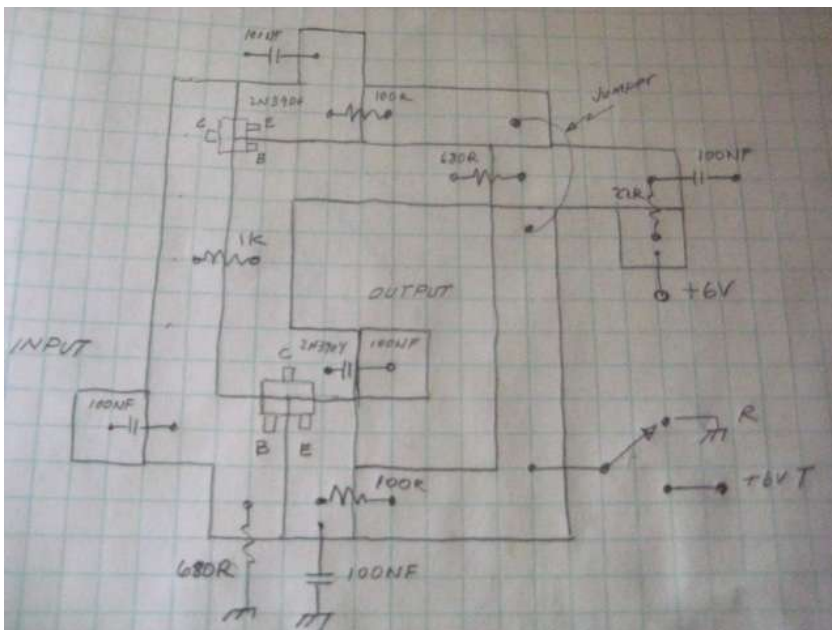 100NF
2N3904
100R
Jumper
C
E
B
680R
100NF
22R
1K
+6V
OUTPUT
INPUT
C
2N3904
100NF
100NF
B
E
R
+6V T
100R
680R
100NF